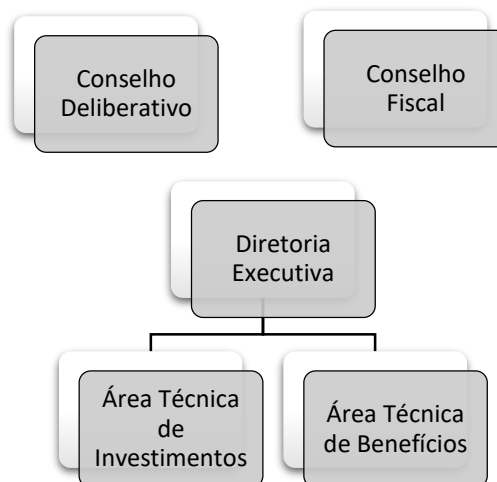 Conselho
Deliberativo
Conselho
Fiscal
Diretoria
Executiva
Área Técnica
de
Investimentos
Área Técnica
de Benefícios